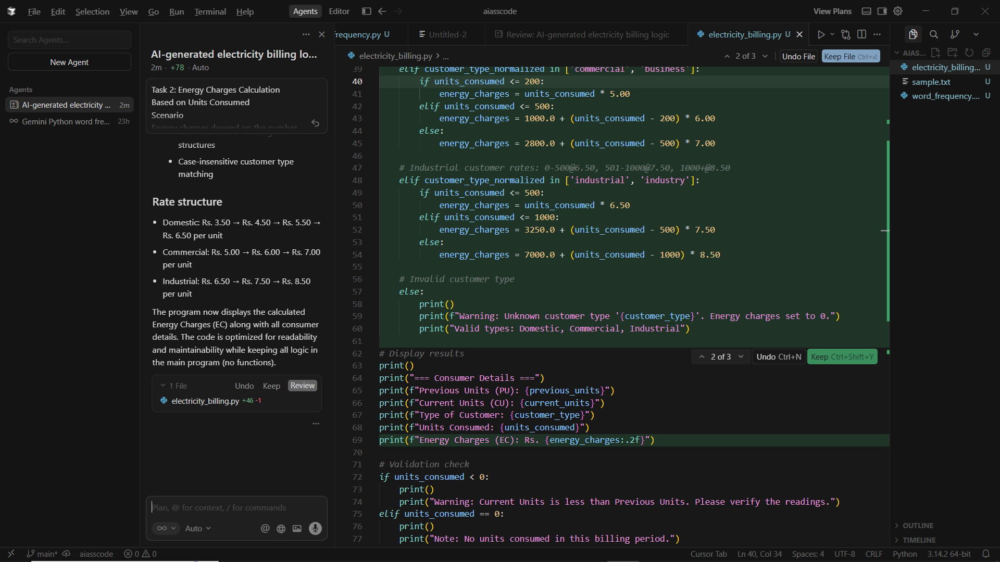 File Edit Selection View Go Run Terminal Help
Agents Editor
aiasscode
View Plans
Search Agents...
New Agent
Agents
AI-generated electricity ... 2m
Gemini Python word fre... 23h
AI-generated electricity billing lo...
2m · +78 · Auto
Task 2: Energy Charges Calculation
Based on Units Consumed
Scenario
Energy charges depend on the number
structures
• Case-insensitive customer type
matching
Rate structure
• Domestic: Rs. 3.50 → Rs. 4.50 → Rs. 5.50 →
Rs. 6.50 per unit
• Commercial: Rs. 5.00 → Rs. 6.00 → Rs. 7.00
per unit
• Industrial: Rs. 6.50 → Rs. 7.50 → Rs. 8.50
per unit
The program now displays the calculated
Energy Charges (EC) along with all consumer
details. The code is optimized for readability
and maintainability while keeping all logic in
the main program (no functions).
1 File Undo Keep Review
electricity_billing.py +46 -1
Plan, @ for context, / for commands
Auto
frequency.py U
Untitled-2
Review: AI-generated electricity billing logic
electricity_billing.py U
electricity_billing.py > ...
2 of 3 Undo File Keep File Ctrl+⏎
39 elif customer_type_normalized in ['commercial', 'business']:
40 if units_consumed <= 200:
41 energy_charges = units_consumed * 5.00
42 elif units_consumed <= 500:
43 energy_charges = 1000.0 + (units_consumed - 200) * 6.00
44 else:
45 energy_charges = 2800.0 + (units_consumed - 500) * 7.00
46
47 # Industrial customer rates: 0-500@6.50, 501-1000@7.50, 1000+@8.50
48 elif customer_type_normalized in ['industrial', 'industry']:
49 if units_consumed <= 500:
50 energy_charges = units_consumed * 6.50
51 elif units_consumed <= 1000:
52 energy_charges = 3250.0 + (units_consumed - 500) * 7.50
53 else:
54 energy_charges = 7000.0 + (units_consumed - 1000) * 8.50
55
56 # Invalid customer type
57 else:
58 print()
59 print(f"Warning: Unknown customer type '{customer_type}'. Energy charges set to 0.")
60 print("Valid types: Domestic, Commercial, Industrial")
61
62 # Display results
2 of 3 Undo Ctrl+N Keep Ctrl+Shift+Y
63 print()
64 print("=== Consumer Details ===")
65 print(f"Previous Units (PU): {previous_units}")
66 print(f"Current Units (CU): {current_units}")
67 print(f"Type of Customer: {customer_type}")
68 print(f"Units Consumed: {units_consumed}")
69 print(f"Energy Charges (EC): Rs. {energy_charges:.2f}")
70
71 # Validation check
72 if units_consumed < 0:
73 print()
74 print("Warning: Current Units is less than Previous Units. Please verify the readings.")
75 elif units_consumed == 0:
76 print()
77 print("Note: No units consumed in this billing period.")
AIAS...
electricity_billing... U
sample.txt U
word_frequency.... U
OUTLINE
TIMELINE
main* aiasscode 0 0
Cursor Tab Ln 40, Col 34 Spaces: 4 UTF-8 CRLF Python 3.14.2 64-bit